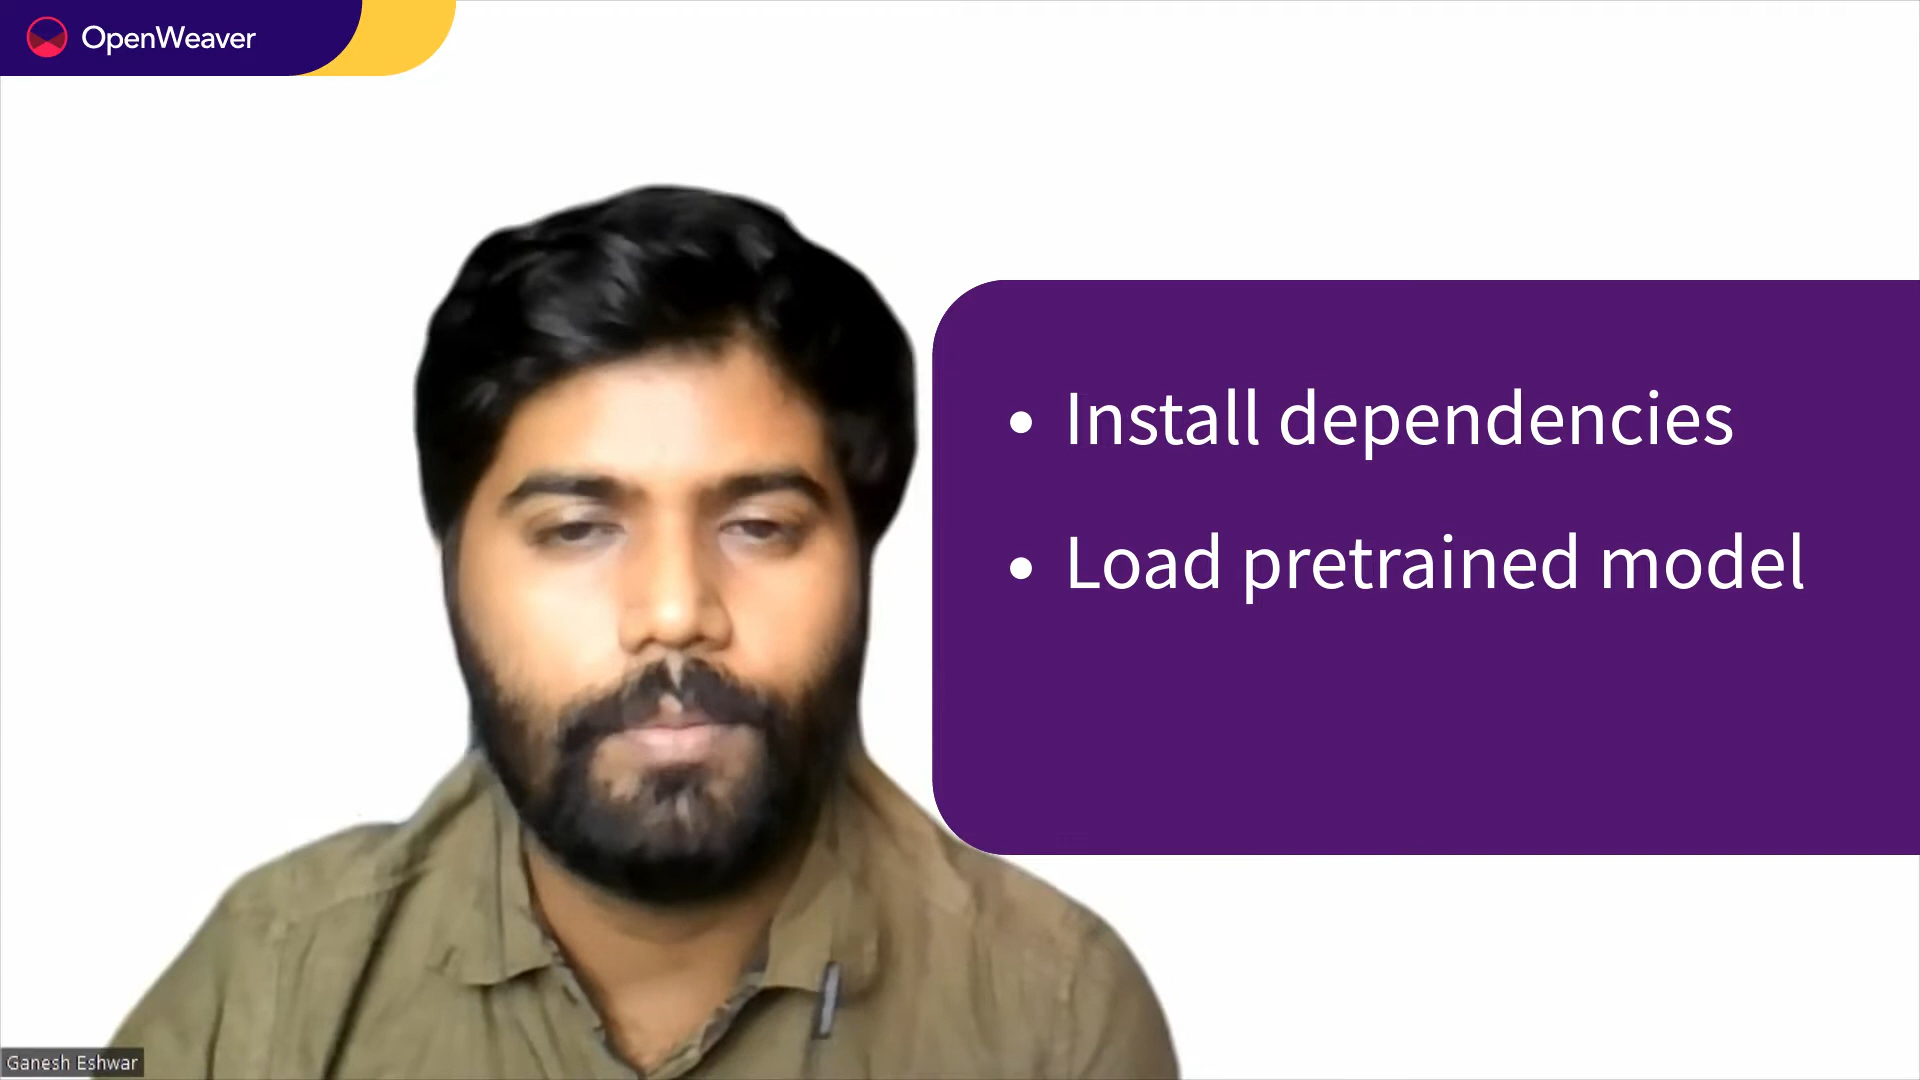 OpenWeaver
• Install dependencies
• Load pretrained model
Ganesh Eshwar